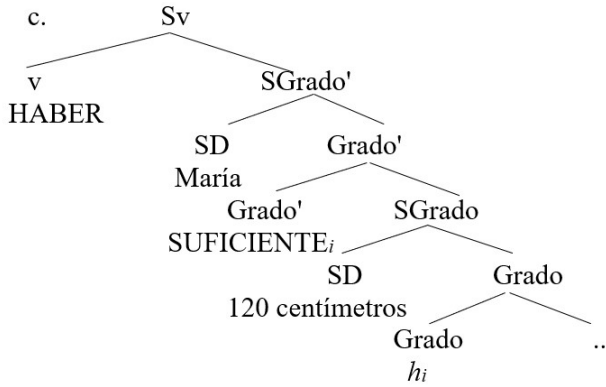 c. Sv
v SGrado'
HABER
SD Grado'
María
Grado' SGrado
SUFICIENTEi
SD Grado
120 centímetros
Grado ..
hi